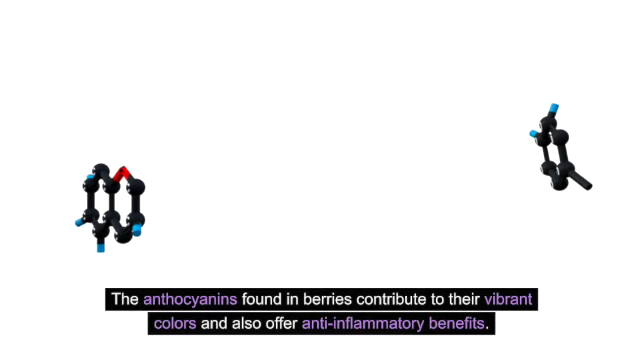 The anthocyanins found in berries contribute to their vibrant
colors and also offer anti-inflammatory benefits.